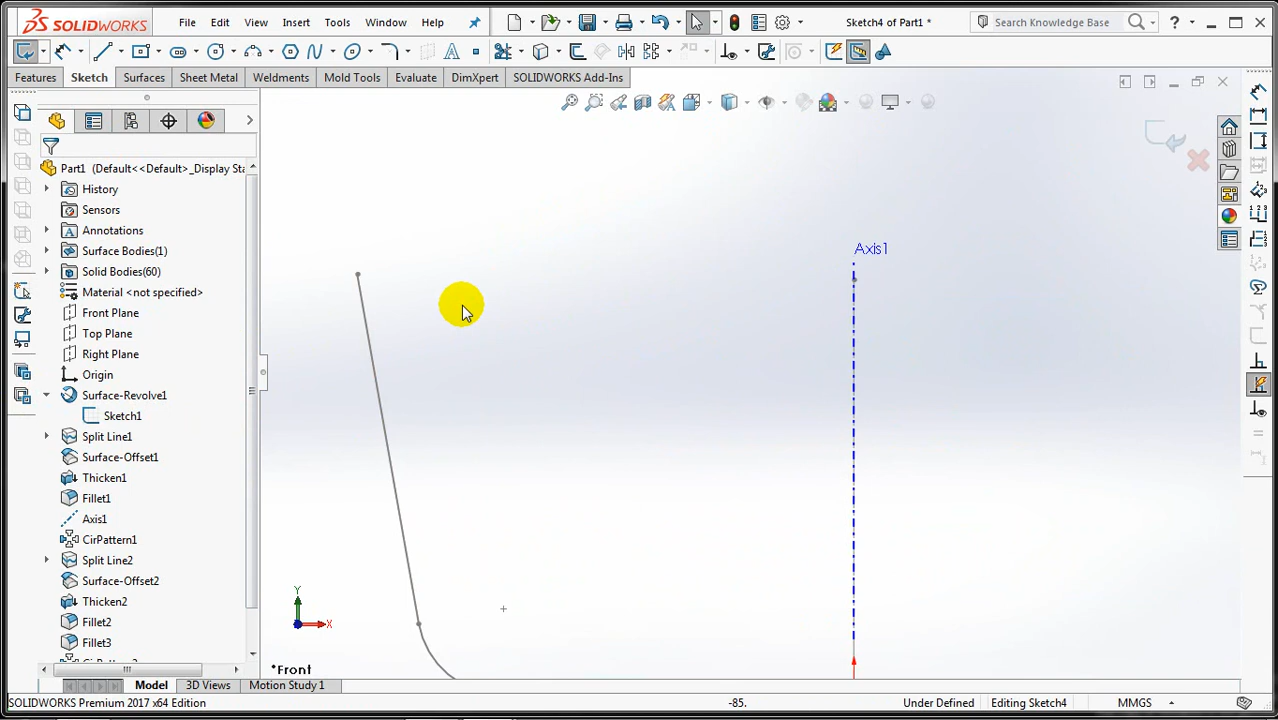 SOLIDWORKS File Edit View Insert Tools Window Help Sketch4 of Part1 * Search Knowledge Base
Features Sketch Surfaces Sheet Metal Weldments Mold Tools Evaluate DimXpert SOLIDWORKS Add-Ins
Part1 (Default<<Default>_Display Sta
History
Sensors
Annotations
Surface Bodies(1)
Solid Bodies(60)
Material <not specified>
Front Plane
Top Plane
Right Plane
Origin
Surface-Revolve1
Sketch1
Split Line1
Surface-Offset1
Thicken1
Fillet1
Axis1
CirPattern1
Split Line2
Surface-Offset2
Thicken2
Fillet2
Fillet3
Axis1
Y
X
*Front
Model 3D Views Motion Study 1
SOLIDWORKS Premium 2017 x64 Edition -85. Under Defined Editing Sketch4 MMGS